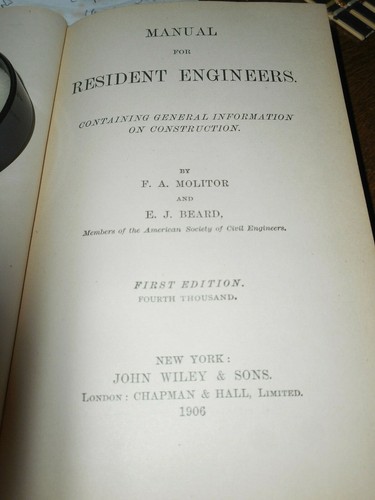 MANUAL
FOR
RESIDENT ENGINEERS.
CONTAINING GENERAL INFORMATION
ON CONSTRUCTION.
BY
F. A. MOLITOR
AND
E. J. BEARD,
Members of the American Society of Civil Engineers.
FIRST EDITION.
FOURTH THOUSAND.
NEW YORK:
JOHN WILEY & SONS.
LONDON: CHAPMAN & HALL, LIMITED.
1906